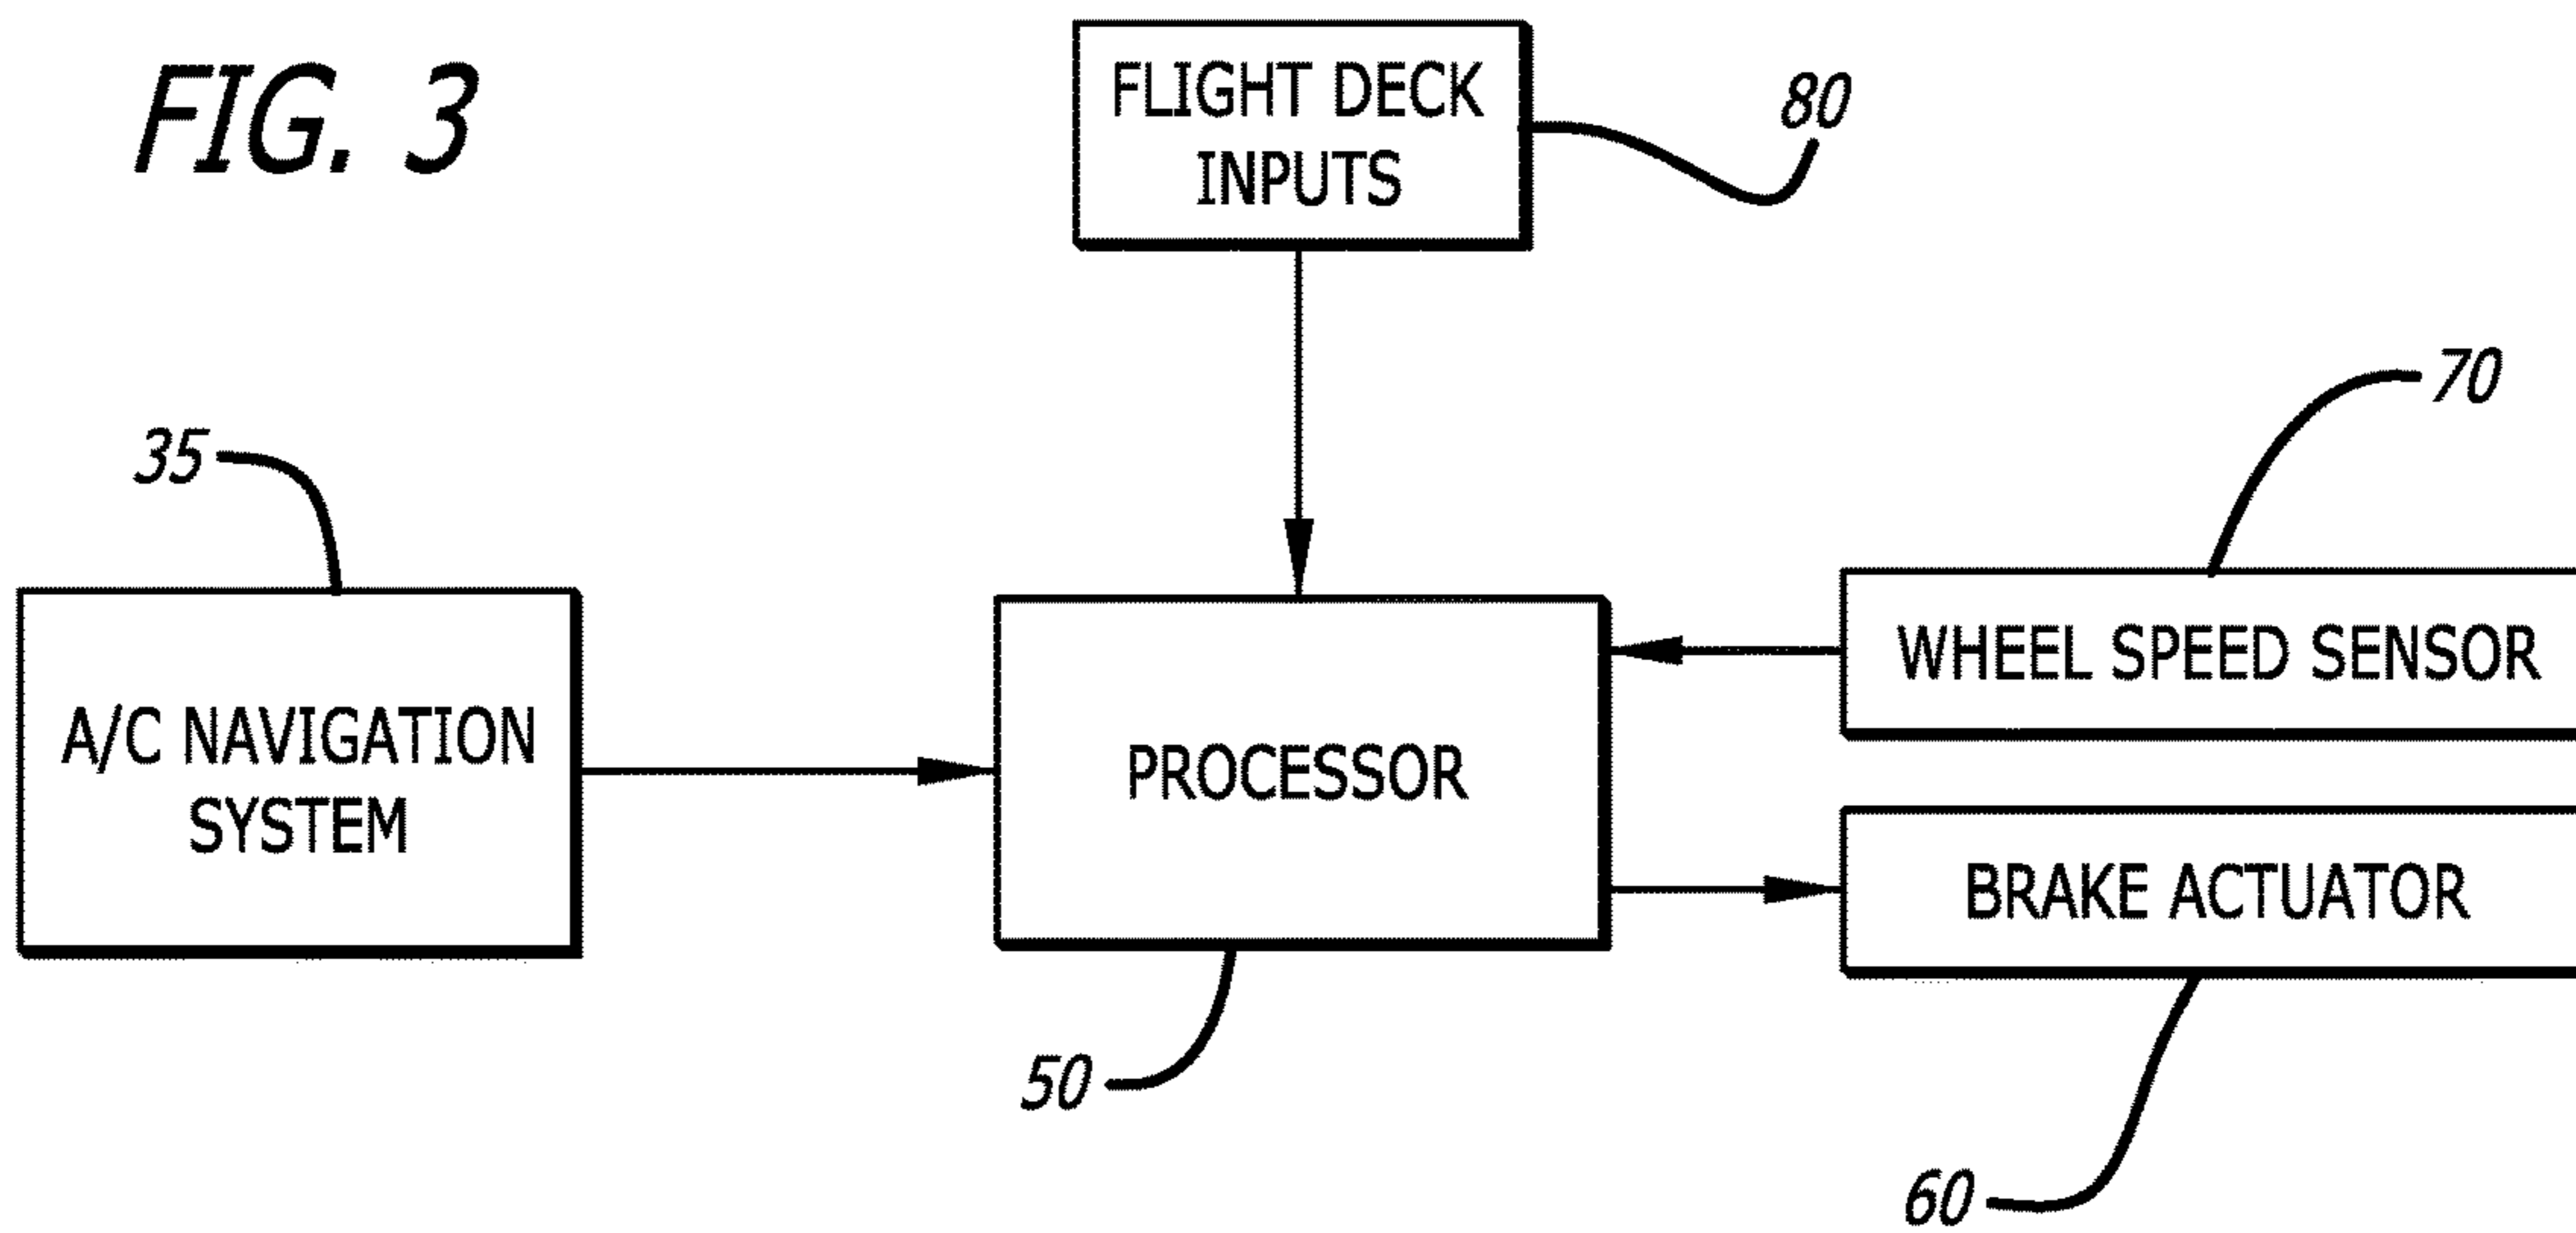 FIG. 3
FLIGHT DECK
INPUTS
80
70
35
WHEEL SPEED SENSOR
A/C NAVIGATION
SYSTEM
PROCESSOR
BRAKE ACTUATOR
50
60